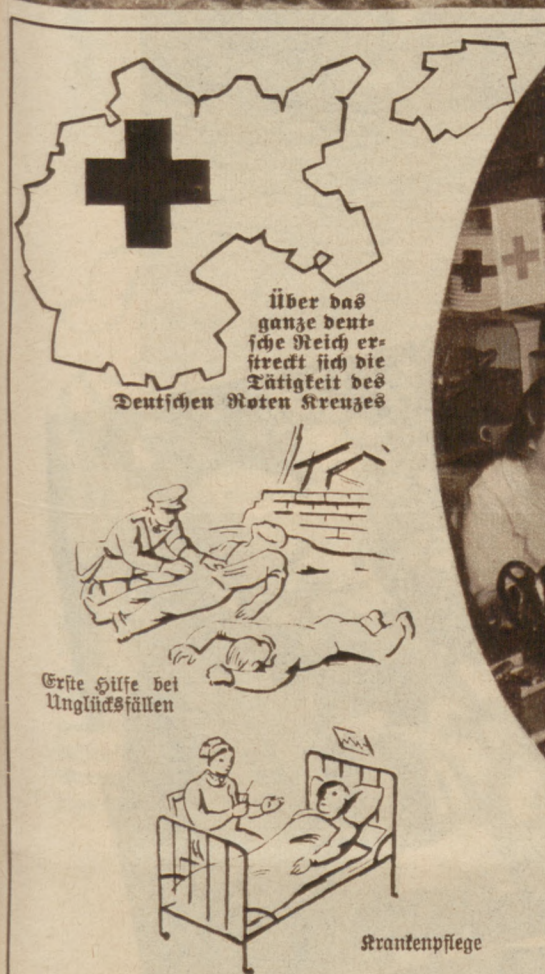 Über das
ganze deut-
sche Reich er-
streckt sich die
Tätigkeit des
Deutschen Roten Kreuzes
Erste Hilfe bei
Unglücksfällen
Krankenpflege